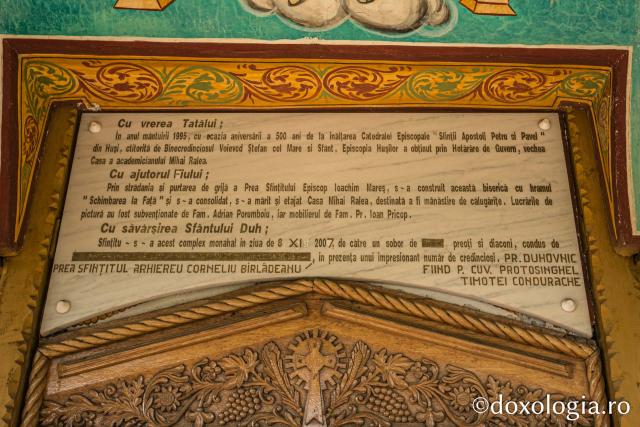 Cu vrerea Tatălui ;
În anul mântuirii 1995, cu ocazia aniversării a 500 ani de la înălțarea Catedralei Episcopale "Sfinții Apostoli Petru si Pavel"
din Huși, ctitorită de Binecredinciosul Voievod Ștefan cel Mare si Sfânt, Episcopia Hușilor a obținut prin Hotărâre de Guvern, vechea
Casa a academicianului Mihai Ralea.
Cu ajutorul Fiului ;
Prin strădania și purtarea de grijă a Prea Sfințitului Episcop Ioachim Mareș, s-a construit această biserică cu hramul
"Schimbarea la Față" și s-a consolidat, s-a mărit și etajat Casa Mihai Ralea, destinată a fi mănăstire de călugărițe. Lucrările de
pictură au fost subvenționate de Fam. Adrian Porumboiu, iar mobilierul de Fam. Pr. Ioan Pricop.
Cu săvârșirea Sfântului Duh ;
Sfințitu-s-a acest complex monahal în ziua de 8 XI 2007, de către un sobor de preoți si diaconi, condus de
, în prezența unui impresionant număr de credincioși. PR. DUHOVNIC
PREA SFINȚITUL ARHIEREU CORNELIU BÎRLĂDEANU
FIIND P. CUV. PROTOSINGHEL
TIMOTEI CONDURACHE
©doxologia.ro